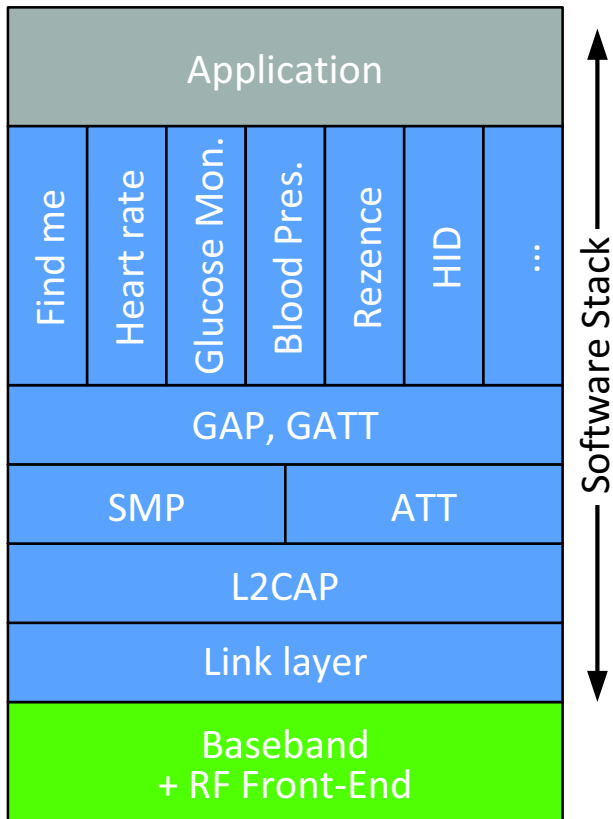 Application
Find me
Heart rate
Glucose Mon.
Blood Pres.
Rezence
HID
...
GAP, GATT
SMP
ATT
L2CAP
Link layer
Baseband
+ RF Front-End
Software Stack